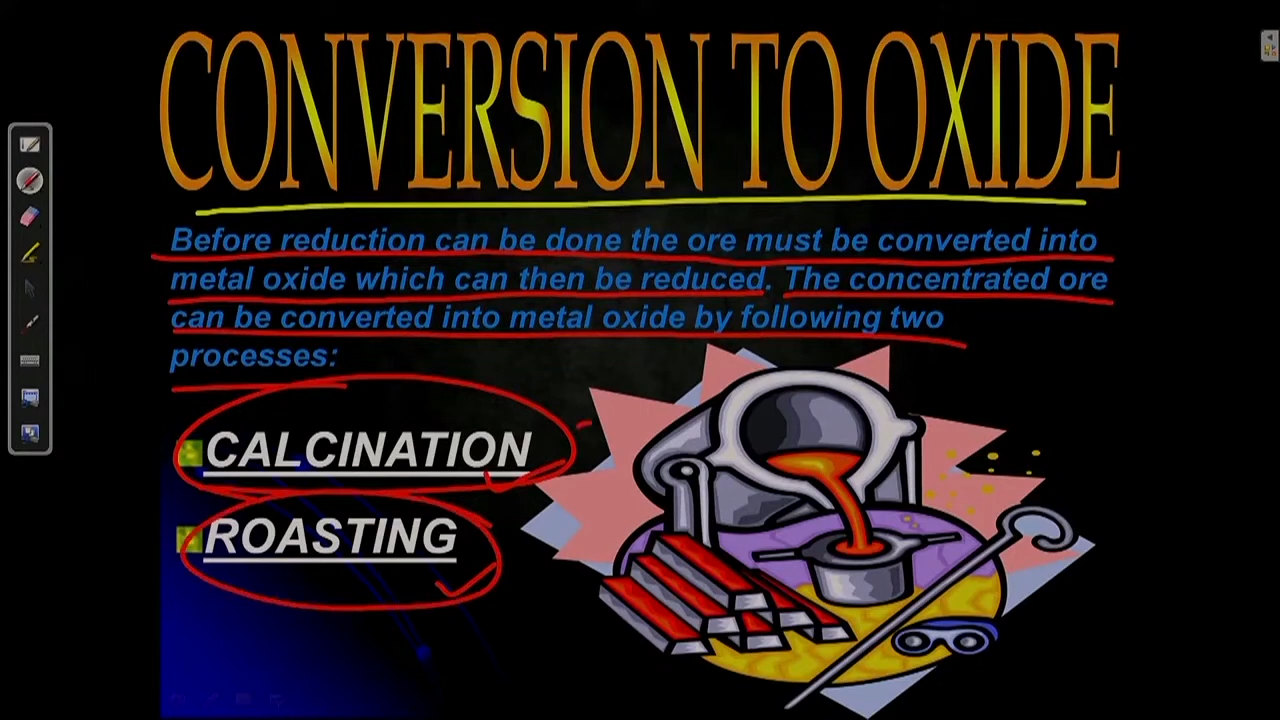 CONVERSION TO OXIDE
Before reduction can be done the ore must be converted into
metal oxide which can then be reduced. The concentrated ore
can be converted into metal oxide by following two
processes:
CALCINATION
ROASTING